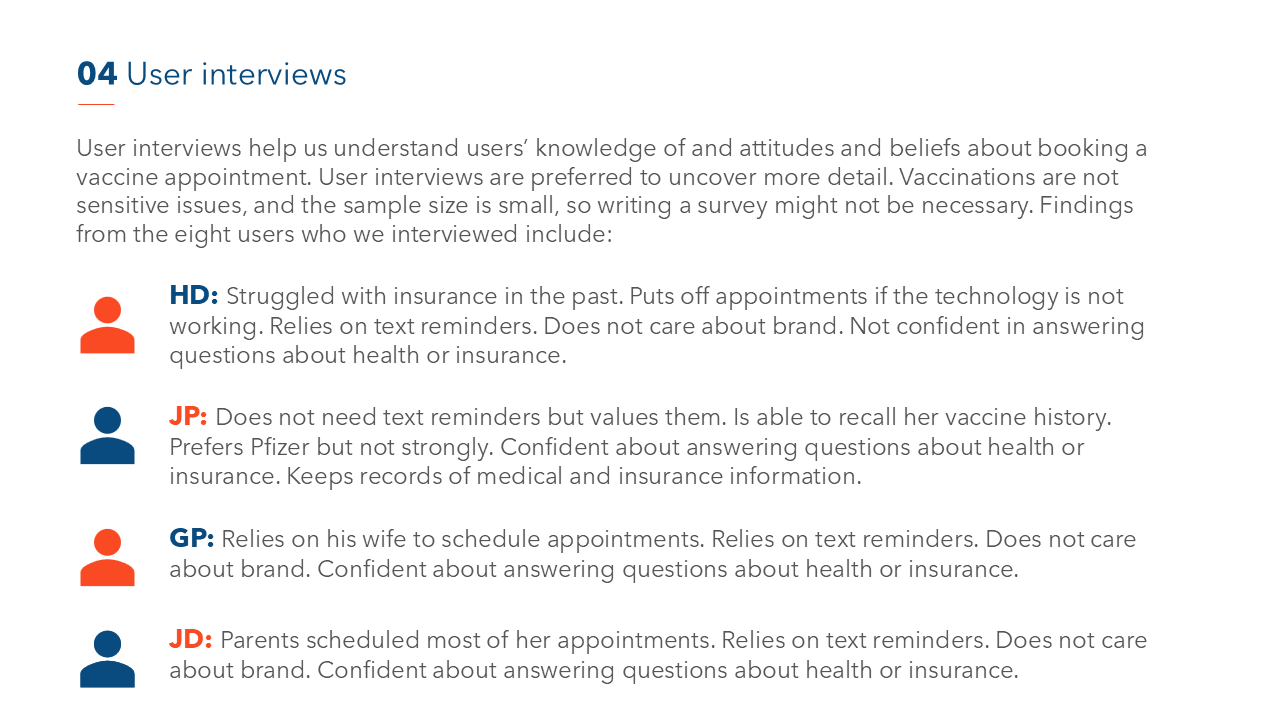 04 User interviews
User interviews help us understand users’ knowledge of and attitudes and beliefs about booking a
vaccine appointment. User interviews are preferred to uncover more detail. Vaccinations are not
sensitive issues, and the sample size is small, so writing a survey might not be necessary. Findings
from the eight users who we interviewed include:
HD: Struggled with insurance in the past. Puts off appointments if the technology is not
working. Relies on text reminders. Does not care about brand. Not confident in answering
questions about health or insurance.
JP: Does not need text reminders but values them. Is able to recall her vaccine history.
Prefers Pfizer but not strongly. Confident about answering questions about health or
insurance. Keeps records of medical and insurance information.
GP: Relies on his wife to schedule appointments. Relies on text reminders. Does not care
about brand. Confident about answering questions about health or insurance.
JD: Parents scheduled most of her appointments. Relies on text reminders. Does not care
about brand. Confident about answering questions about health or insurance.